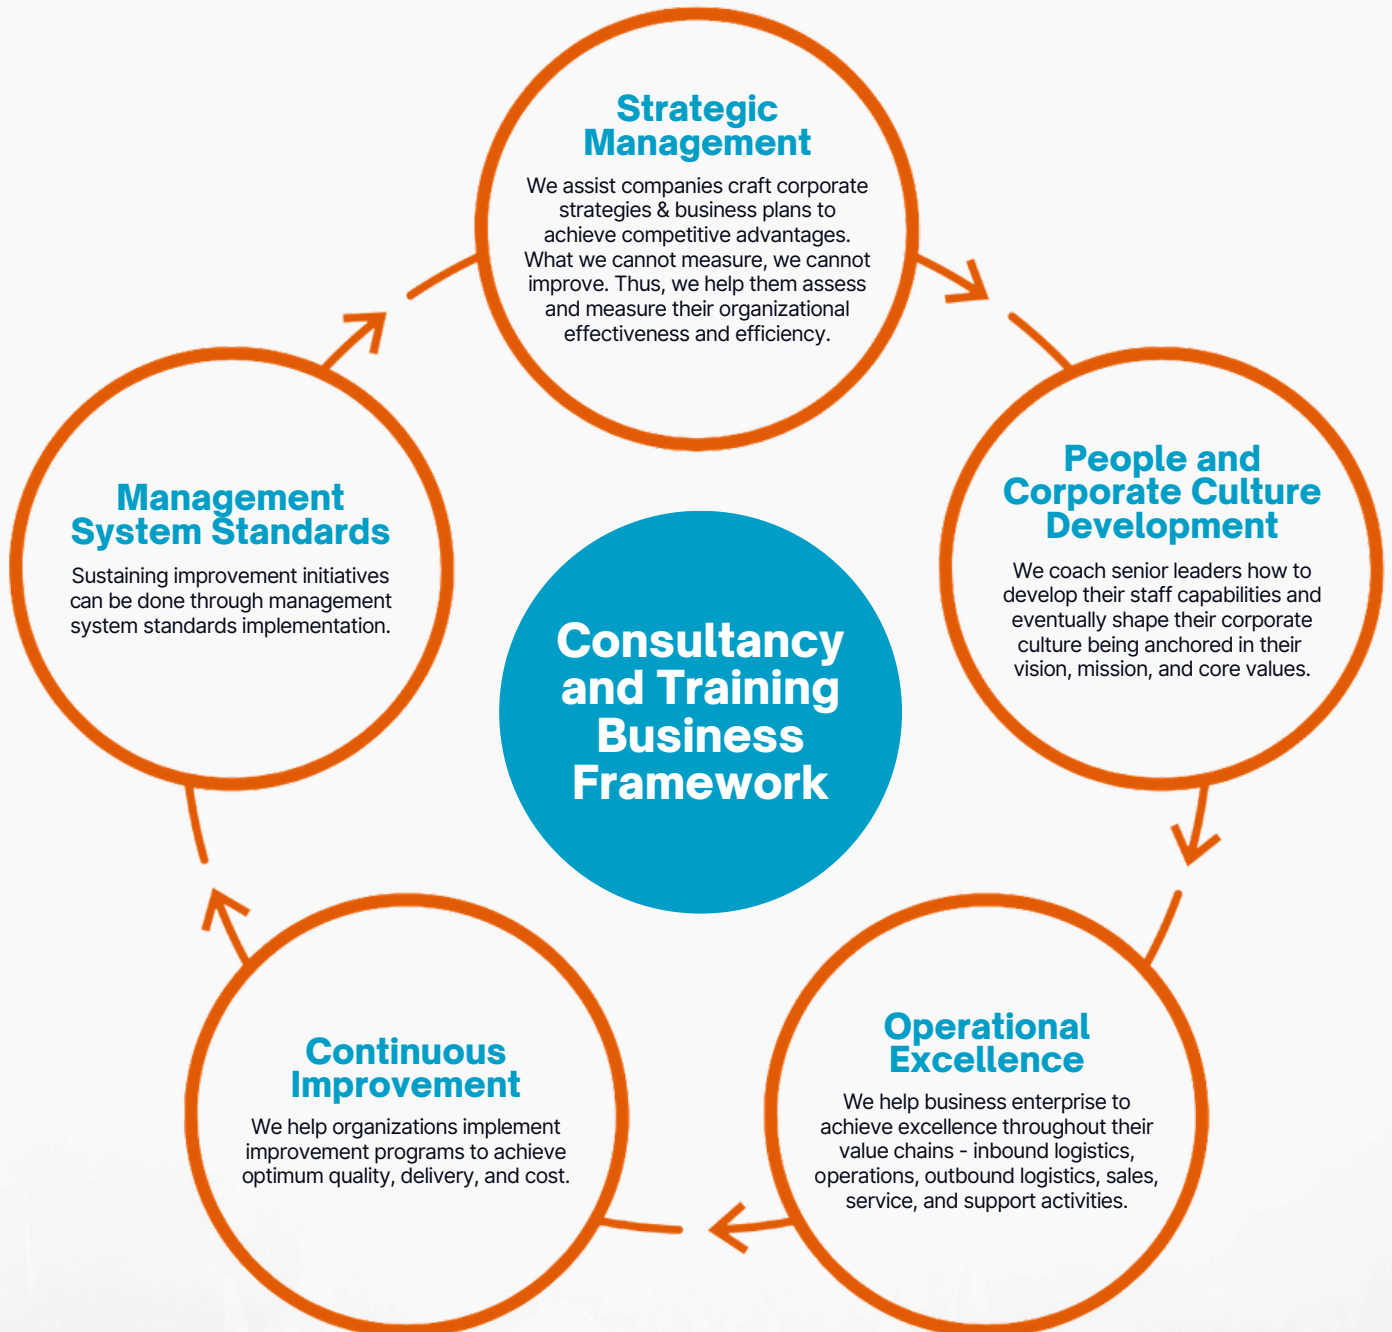 Strategic
Management
We assist companies craft corporate
strategies & business plans to
achieve competitive advantages.
What we cannot measure, we cannot
improve. Thus, we help them assess
and measure their organizational
effectiveness and efficiency.
People and
Corporate Culture
Development
We coach senior leaders how to
develop their staff capabilities and
eventually shape their corporate
culture being anchored in their
vision, mission, and core values.
Operational
Excellence
We help business enterprise to
achieve excellence throughout their
value chains - inbound logistics,
operations, outbound logistics, sales,
service, and support activities.
Continuous
Improvement
We help organizations implement
improvement programs to achieve
optimum quality, delivery, and cost.
Management
System Standards
Sustaining improvement initiatives
can be done through management
system standards implementation.
Consultancy
and Training
Business
Framework